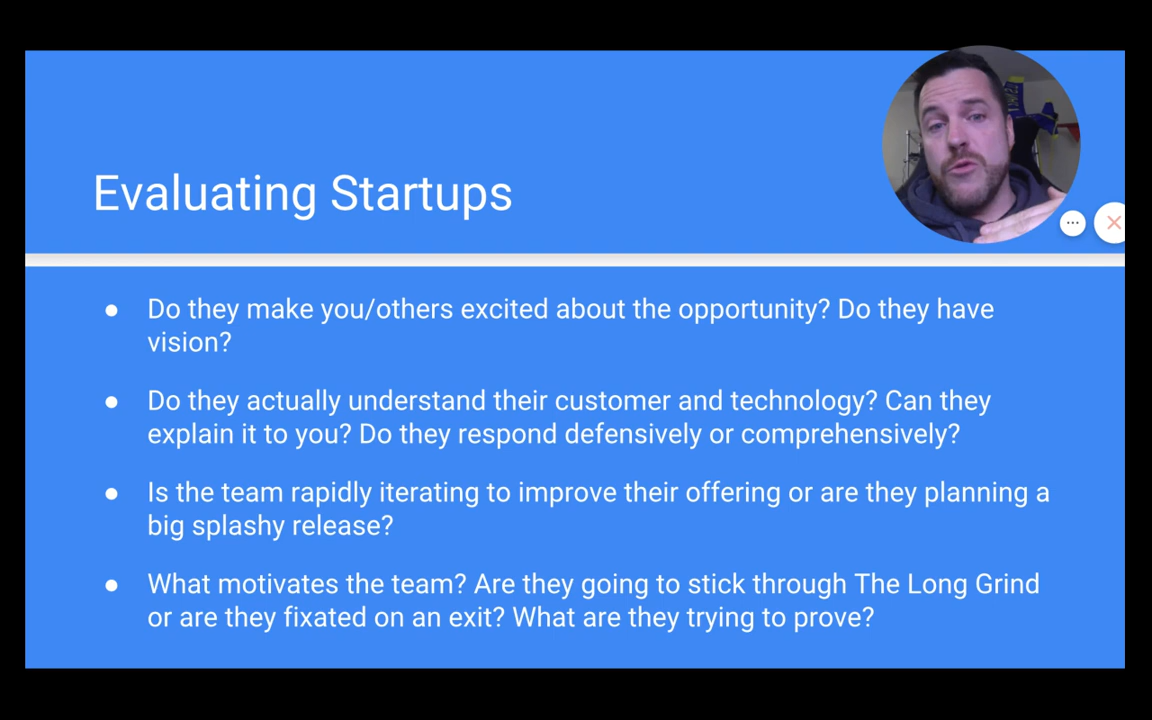 Evaluating Startups
● Do they make you/others excited about the opportunity? Do they have
vision?
● Do they actually understand their customer and technology? Can they
explain it to you? Do they respond defensively or comprehensively?
● Is the team rapidly iterating to improve their offering or are they planning a
big splashy release?
● What motivates the team? Are they going to stick through The Long Grind
or are they fixated on an exit? What are they trying to prove?